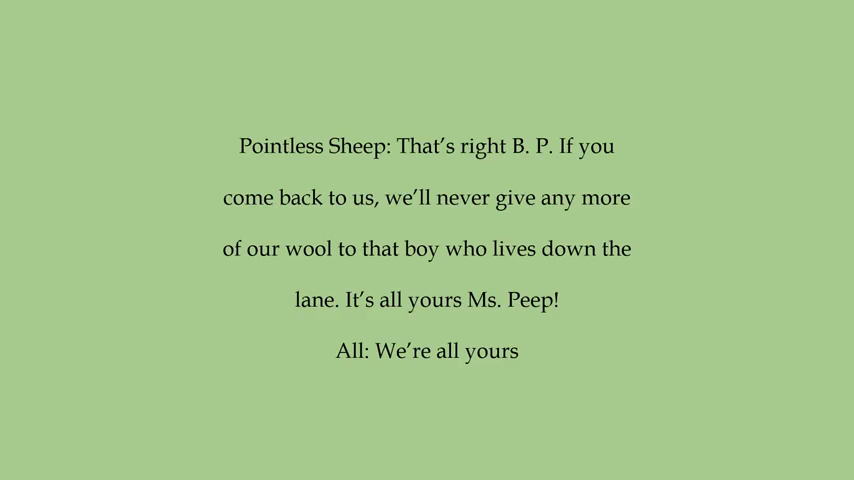 Pointless Sheep: That’s right B. P. If you
come back to us, we’ll never give any more
of our wool to that boy who lives down the
lane. It’s all yours Ms. Peep!
All: We’re all yours